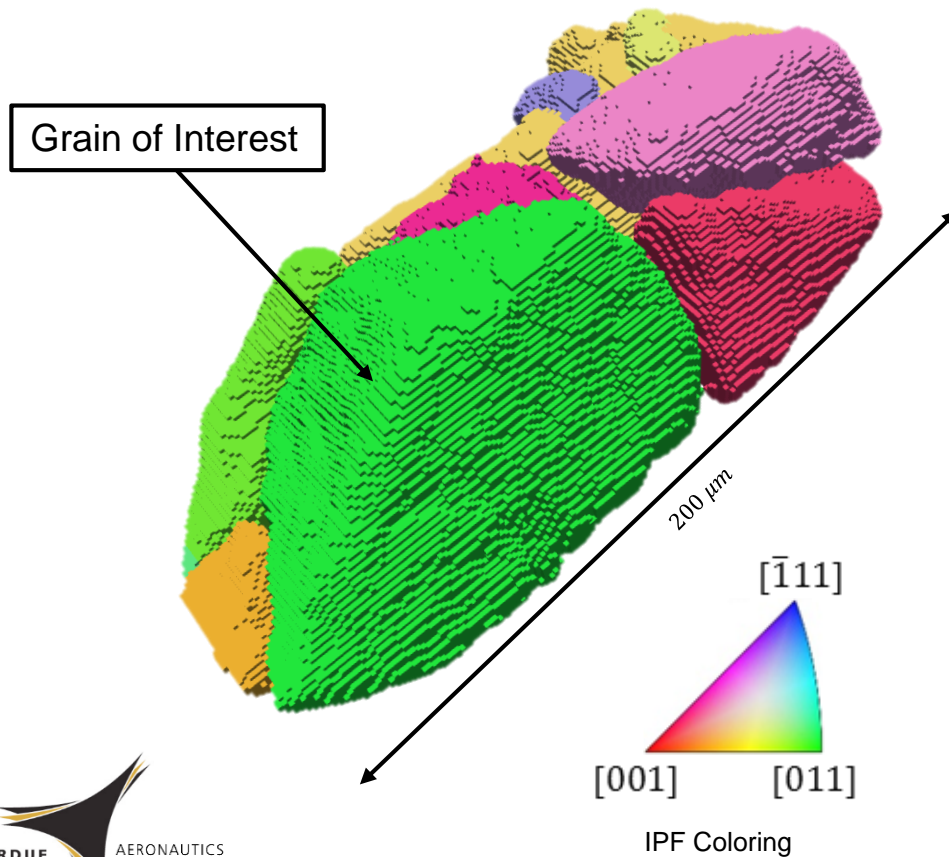 Grain of Interest
200 μm
[1̅11]
[001]
[011]
IPF Coloring
AERONAUTICS